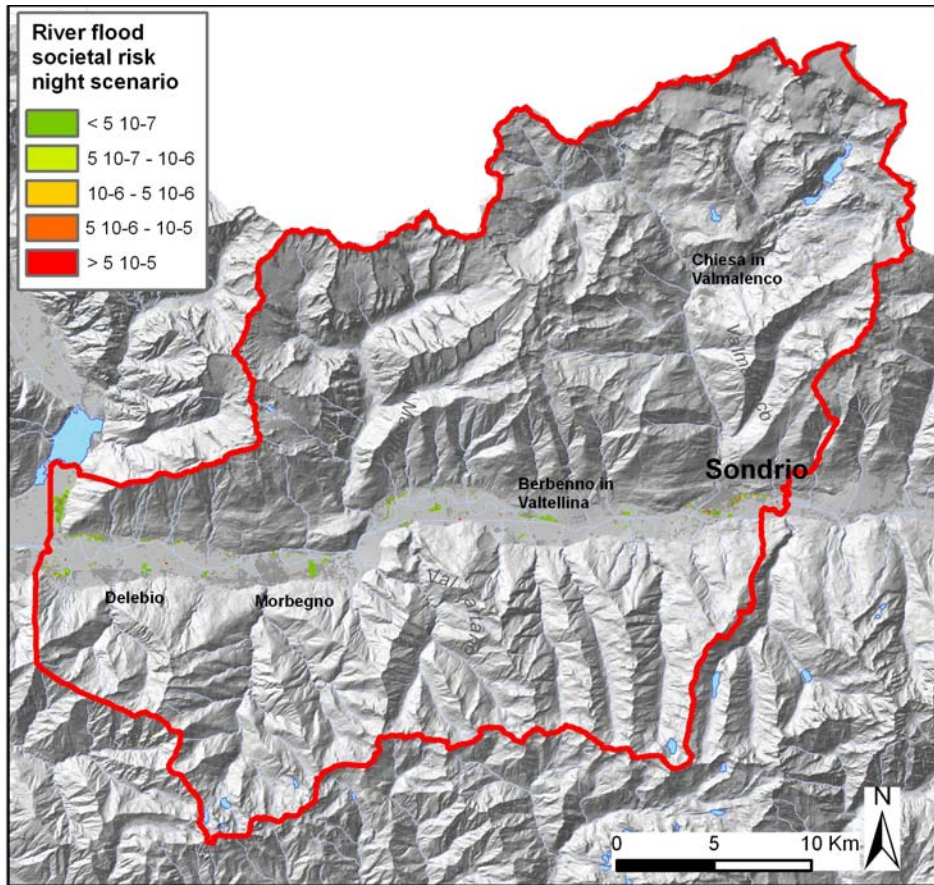 River flood
societal risk
night scenario
< 5 10-7
5 10-7 - 10-6
10-6 - 5 10-6
5 10-6 - 10-5
> 5 10-5
Chiesa in
Valmalenco
Sondrio
Berbenno in
Valtellina
Delebio
Morbegno
N
0 5 10 Km